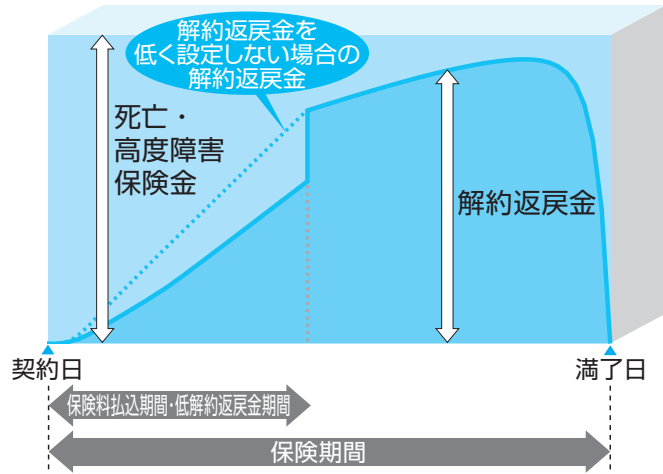 解約返戻金を
低く設定しない場合の
解約返戻金
死亡・
高度障害
保険金
解約返戻金
契約日
満了日
保険料払込期間・低解約返戻金期間
保険期間